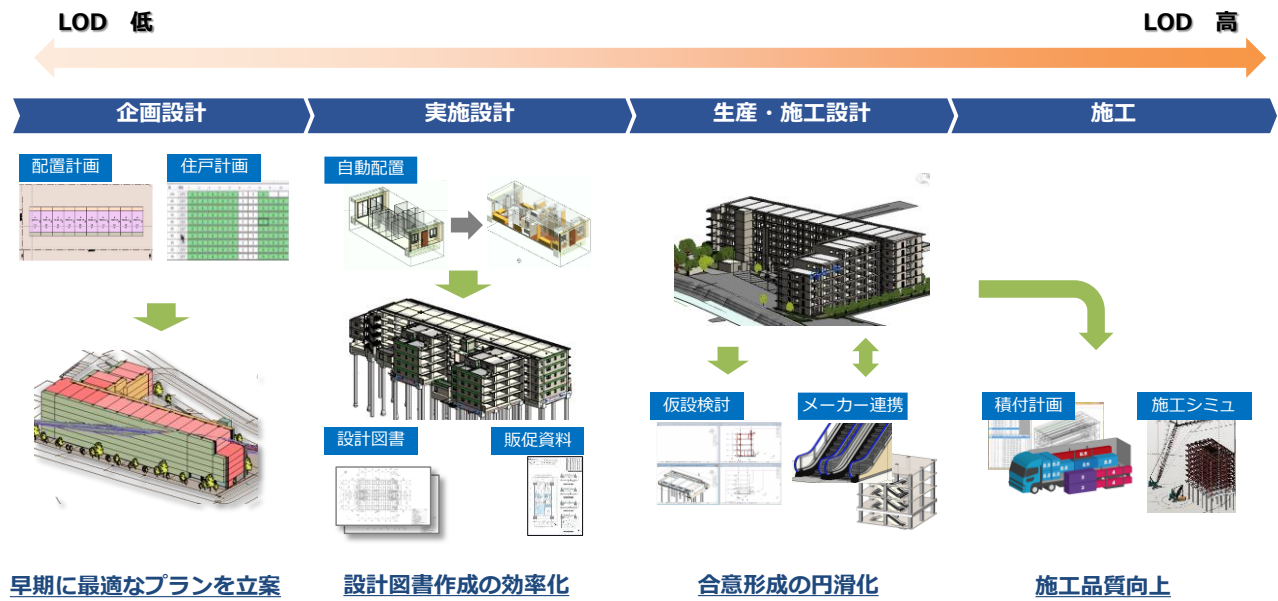 LOD 低
LOD 高
企画設計
実施設計
生産・施工設計
施工
配置計画
住戸計画
自動配置
設計図書
販促資料
仮設検討
メーカー連携
積付計画
施工シミュ
早期に最適なプランを立案
設計図書作成の効率化
合意形成の円滑化
施工品質向上